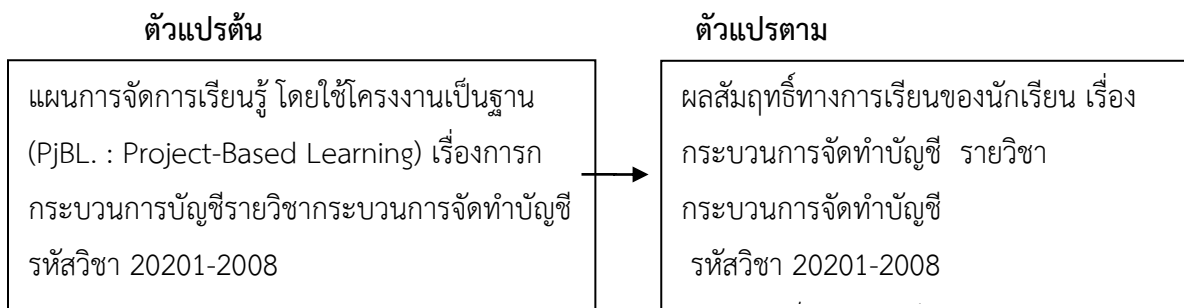 ตัวแปรต้น
ตัวแปรตาม
แผนการจัดการเรียนรู้ โดยใช้โครงงานเป็นฐาน
(PjBL. : Project-Based Learning) เรื่องการก
กระบวนการบัญชีรายวิชากระบวนการจัดทำบัญชี
รหัสวิชา 20201-2008
ผลสัมฤทธิ์ทางการเรียนของนักเรียน เรื่อง
กระบวนการจัดทำบัญชี รายวิชา
กระบวนการจัดทำบัญชี
รหัสวิชา 20201-2008